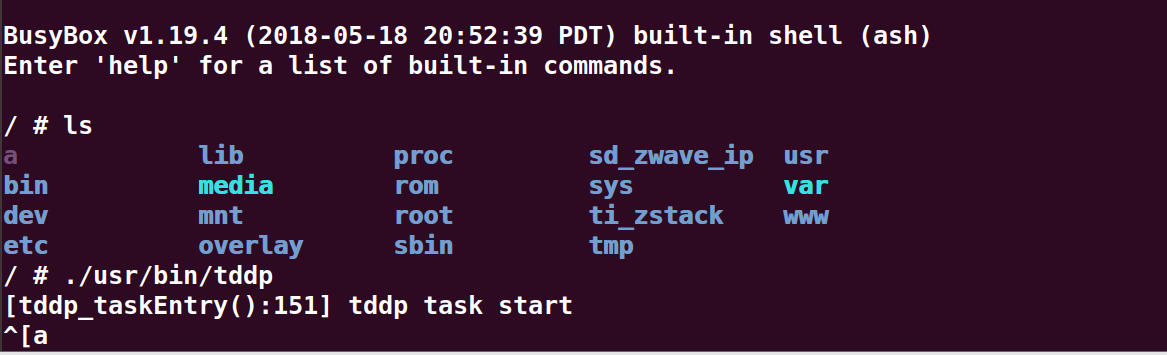 BusyBox v1.19.4 (2018-05-18 20:52:39 PDT) built-in shell (ash)
Enter 'help' for a list of built-in commands.
/ # ls
a lib proc sd_zwave_ip usr
bin media rom sys var
dev mnt root ti_zstack www
etc overlay sbin tmp
/ # ./usr/bin/tddp
[tddp_taskEntry():151] tddp task start
^[a